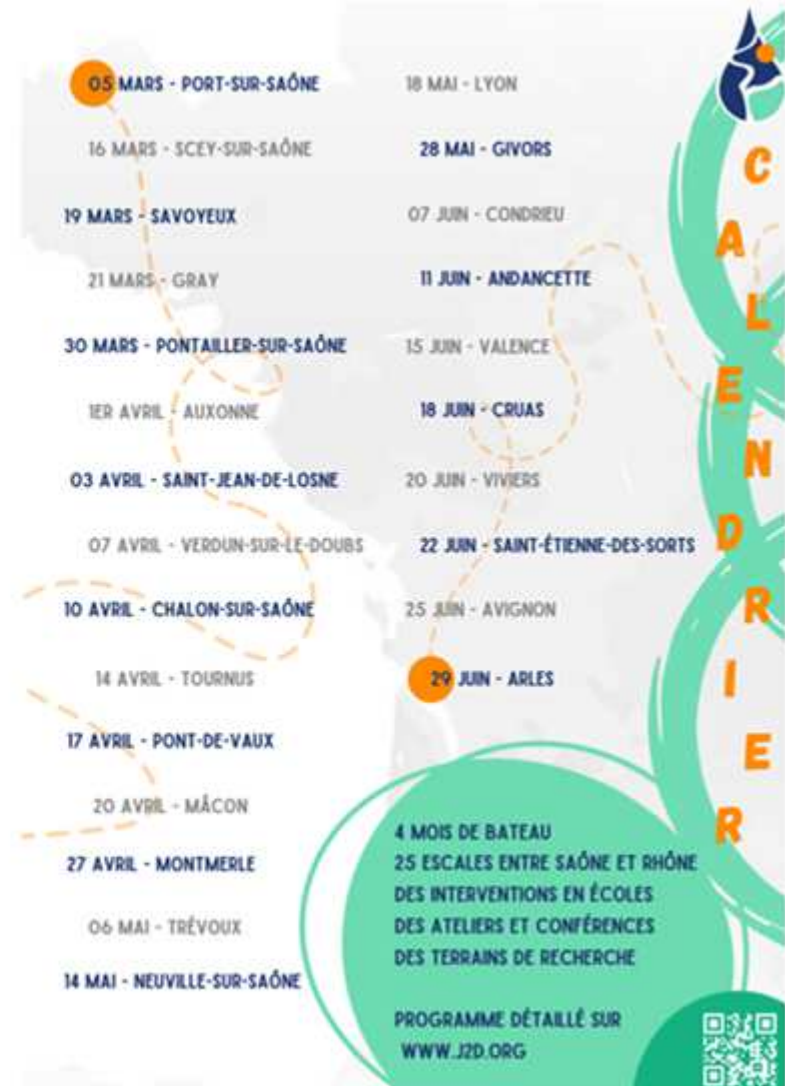 05 MARS - PORT-SUR-SAÔNE
16 MARS - SCEY-SUR-SAÔNE
19 MARS - SAVOYEUX
21 MARS - GRAY
30 MARS - PONTAILLER-SUR-SAÔNE
1ER AVRIL - AUXONNE
03 AVRIL - SAINT-JEAN-DE-LOSNE
07 AVRIL - VERDUN-SUR-LE-DOUBS
10 AVRIL - CHALON-SUR-SAÔNE
14 AVRIL - TOURNUS
17 AVRIL - PONT-DE-VAUX
20 AVRIL - MÂCON
27 AVRIL - MONTMERLE
06 MAI - TRÉVOUX
14 MAI - NEUVILLE-SUR-SAÔNE
18 MAI - LYON
28 MAI - GIVORS
07 JUIN - CONDRIEU
11 JUIN - ANDANCETTE
15 JUIN - VALENCE
18 JUIN - CRUAS
20 JUIN - VIVIERS
22 JUIN - SAINT-ÉTIENNE-DES-SORTS
25 JUIN - AVIGNON
29 JUIN - ARLES
4 MOIS DE BATEAU
25 ESCALES ENTRE SAÔNE ET RHÔNE
DES INTERVENTIONS EN ÉCOLES
DES ATELIERS ET CONFÉRENCES
DES TERRAINS DE RECHERCHE
PROGRAMME DÉTAILLÉ SUR
WWW.J2D.ORG
CALENDRIER